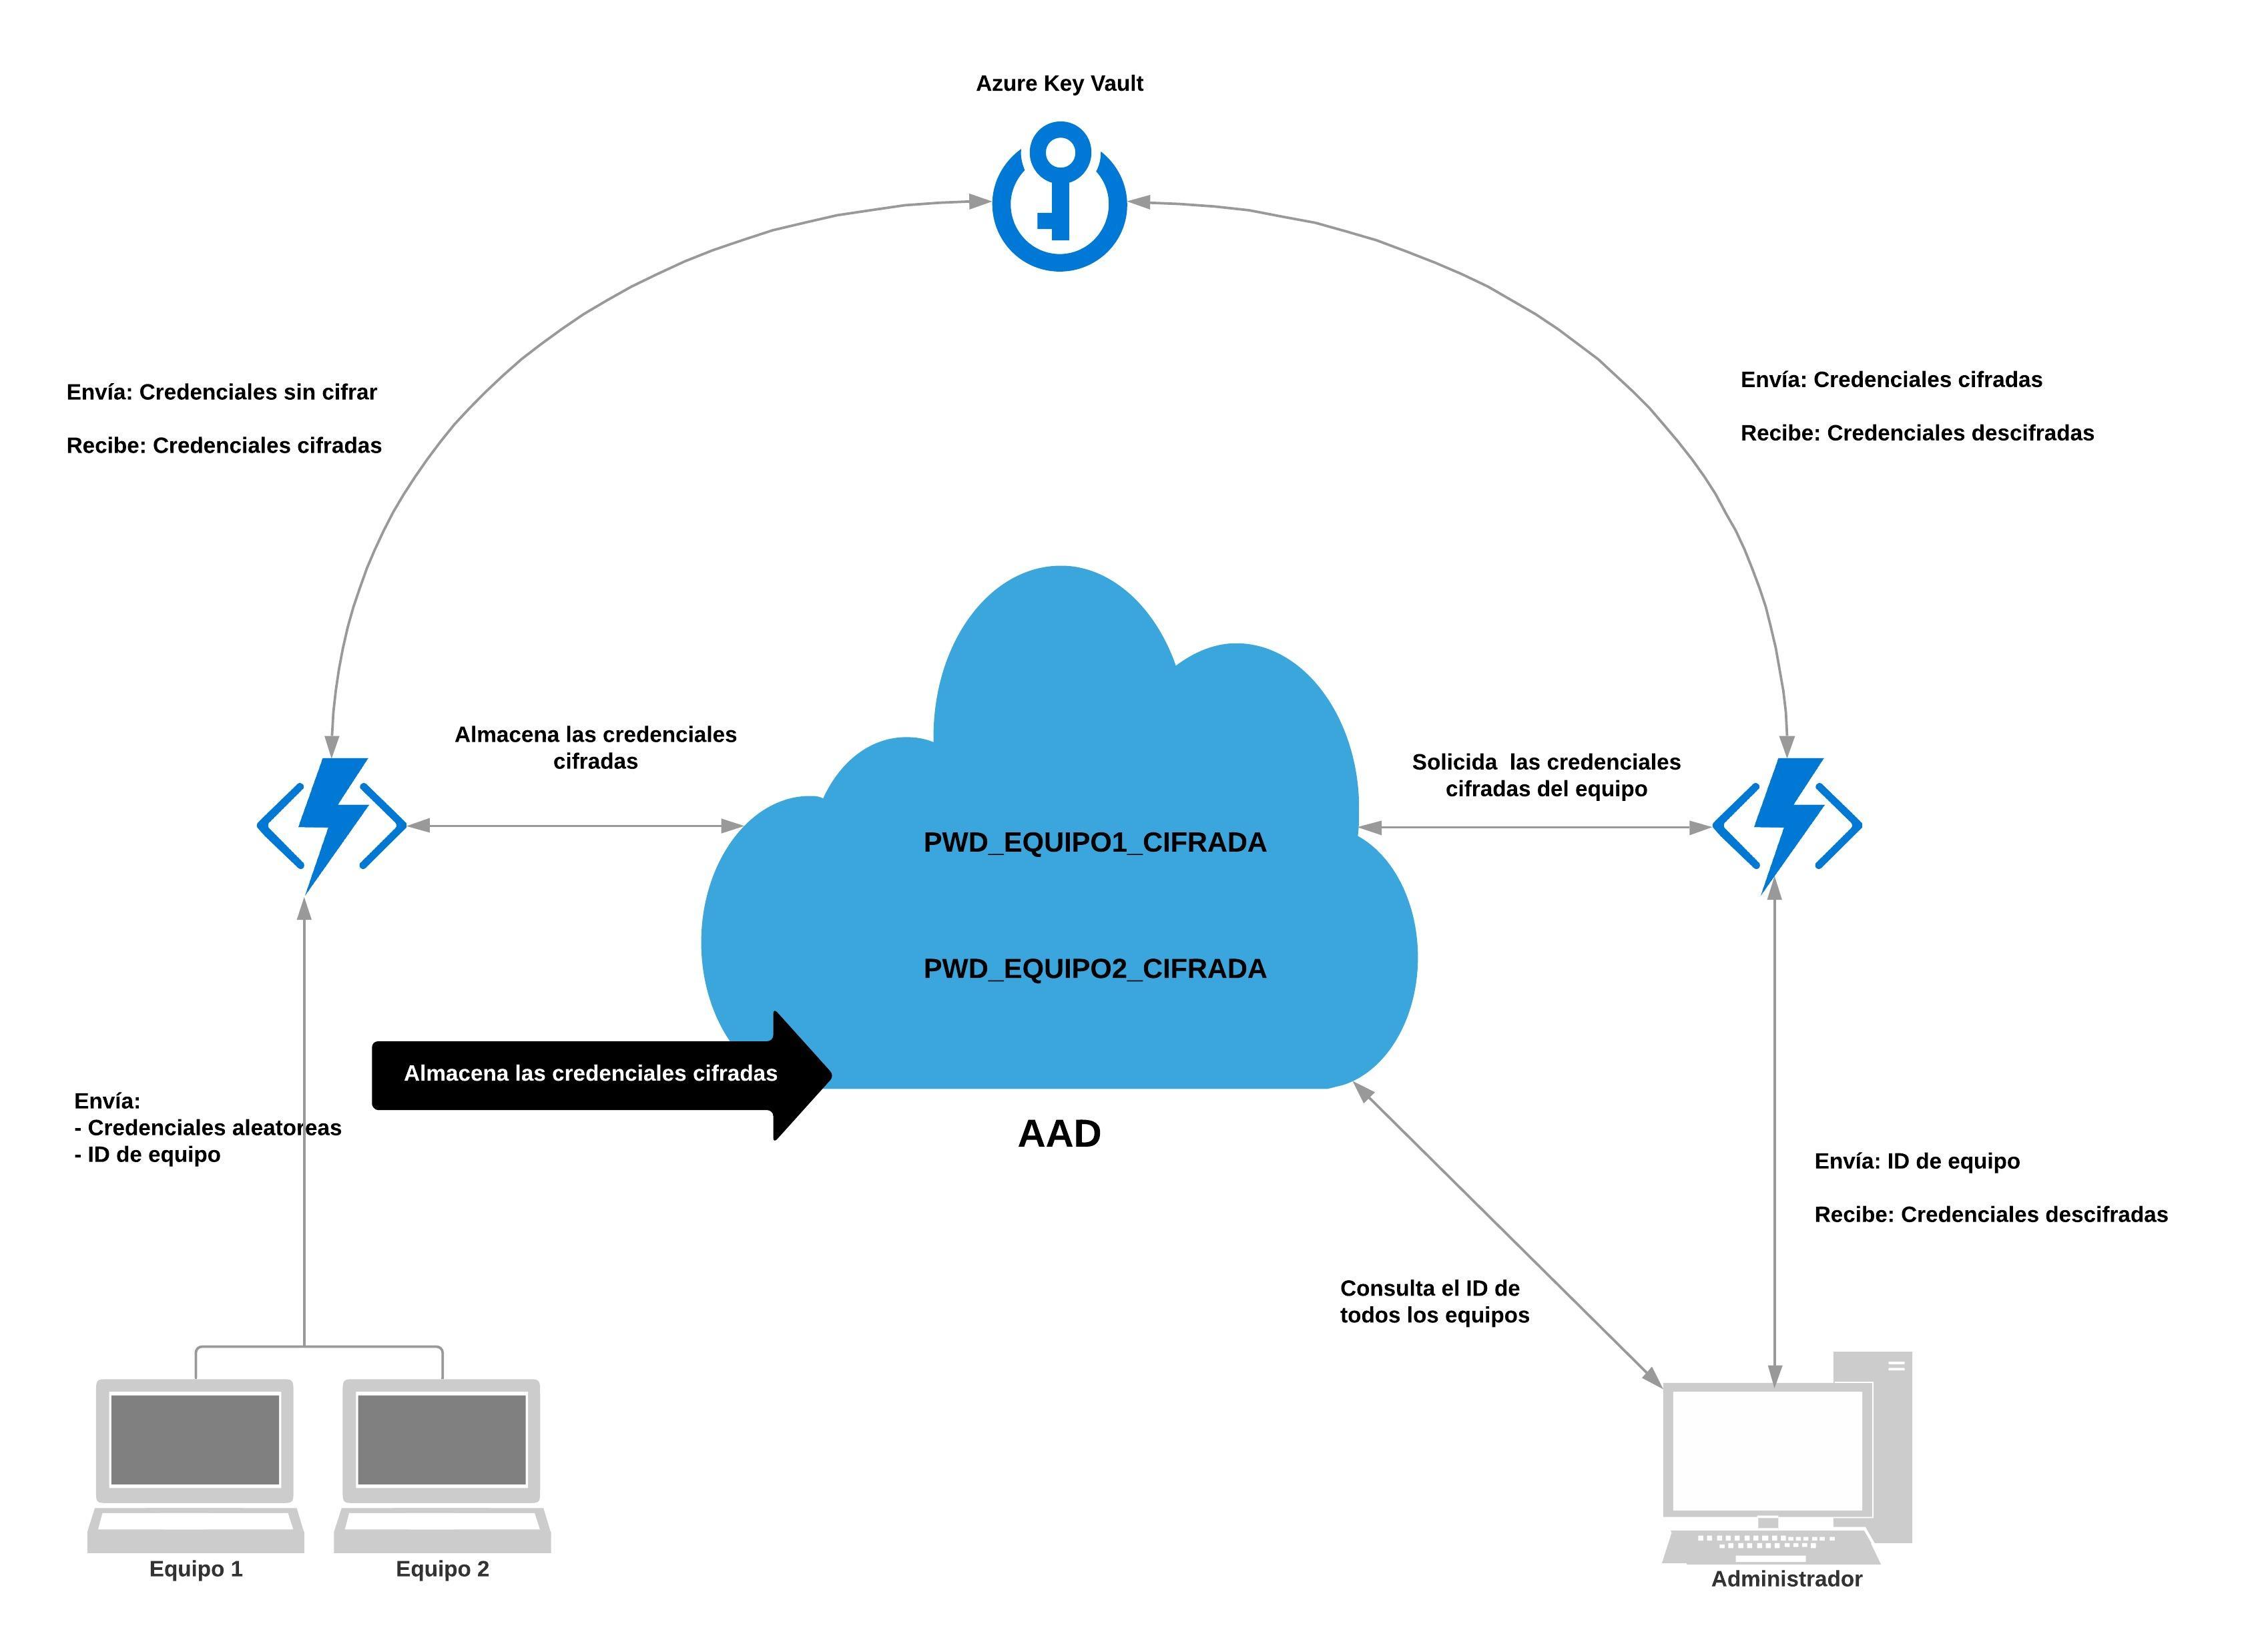 Azure Key Vault
Envía: Credenciales sin cifrar
Recibe: Credenciales cifradas
Envía: Credenciales cifradas
Recibe: Credenciales descifradas
Almacena las credenciales
cifradas
Solicida  las credenciales
cifradas del equipo
PWD_EQUIPO1_CIFRADA
PWD_EQUIPO2_CIFRADA
Almacena las credenciales cifradas
AAD
Envía:
- Credenciales aleatoreas
- ID de equipo
Envía: ID de equipo
Recibe: Credenciales descifradas
Consulta el ID de
todos los equipos
Equipo 1
Equipo 2
Administrador